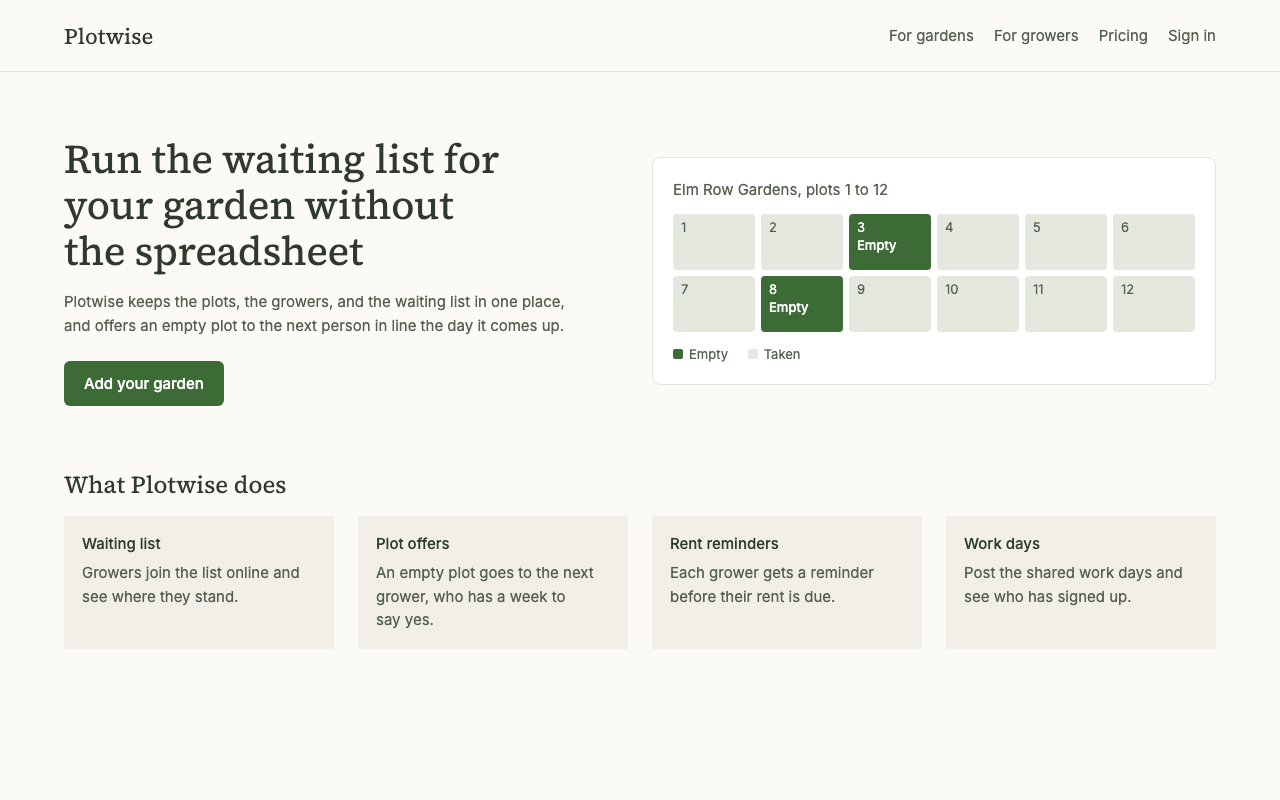 Plotwise
For gardens For growers Pricing Sign in
Run the waiting list for
your garden without
the spreadsheet
Plotwise keeps the plots, the growers, and the waiting list in one place,
and offers an empty plot to the next person in line the day it comes up.
Add your garden
Elm Row Gardens, plots 1 to 12
1 2 3 4 5 6
Empty
7 8 9 10 11 12
Empty
Empty Taken
What Plotwise does
Waiting list
Growers join the list online and
see where they stand.
Plot offers
An empty plot goes to the next
grower, who has a week to
say yes.
Rent reminders
Each grower gets a reminder
before their rent is due.
Work days
Post the shared work days and
see who has signed up.